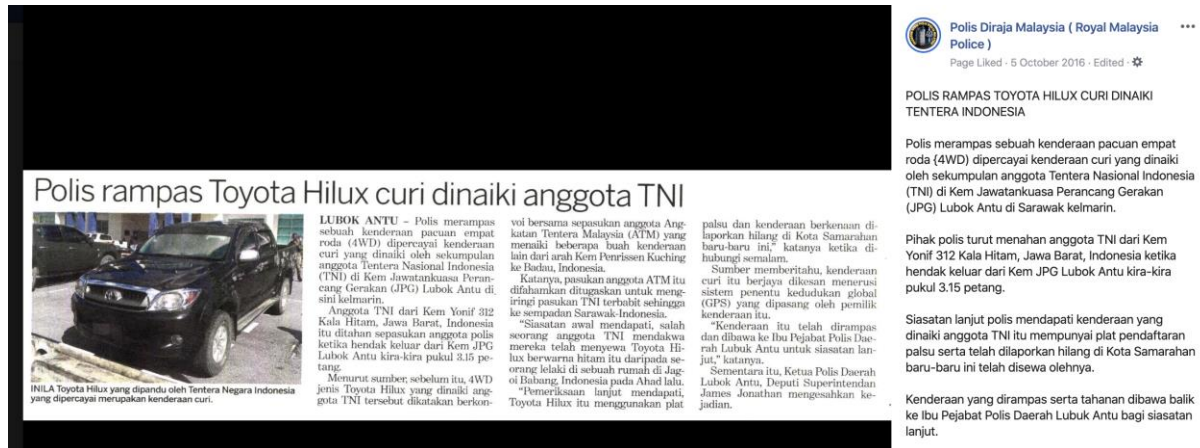 Polis rampas Toyota Hilux curi dinaiki anggota TNI
INILA Toyota Hilux yang dipandu oleh Tentera Negara Indonesia
yang dipercayai merupakan kenderaan curi.
LUBOK ANTU – Polis merampas
sebuah kenderaan pacuan empat
roda (4WD) dipercayai kenderaan
curi yang dinaiki oleh sekumpulan
anggota Tentera Nasional Indonesia
(TNI) di Kem Jawatankuasa Peran-
cang Gerakan (JPG) Lubok Antu di
sini kelmarin.
Anggota TNI dari Kem Yonif 312
Kala Hitam, Jawa Barat, Indonesia
itu ditahan sepasukan anggota polis
ketika hendak keluar dari Kem JPG
Lubok Antu kira-kira pukul 3.15 pe-
tang.
Menurut sumber, sebelum itu, 4WD
jenis Toyota Hilux yang dinaiki ang-
gota TNI tersebut dikatakan berkon-
voi bersama sepasukan anggota Ang-
katan Tentera Malaysia (ATM) yang
menaiki beberapa buah kenderaan
lain dari arah Kem Penrissen Kuching
ke Badau, Indonesia.
Katanya, pasukan anggota ATM itu
difahamkan ditugaskan untuk meng-
iringi pasukan TNI terbabit sehingga
ke sempadan Sarawak-Indonesia.
“Siasatan awal mendapati, salah
seorang anggota TNI mendakwa
mereka telah menyewa Toyota Hi-
lux berwarna hitam itu daripada se-
orang lelaki di sebuah rumah di Jag-
oi Babang, Indonesia pada Ahad lalu.
“Pemeriksaan lanjut mendapati,
Toyota Hilux itu menggunakan plat
palsu dan kenderaan berkenaan di-
laporkan hilang di Kota Samarahan
baru-baru ini,” katanya ketika di-
hubungi semalam.
Sumber memberitahu, kenderaan
curi itu berjaya dikesan menerusi
sistem penentu kedudukan global
(GPS) yang dipasang oleh pemilik
kenderaan itu.
“Kenderaan itu telah dirampas
dan dibawa ke Ibu Pejabat Polis Dae-
rah Lubok Antu untuk siasatan lan-
jut,” katanya.
Sementara itu, Ketua Polis Daerah
Lubok Antu, Deputi Superintendan
James Jonathan mengesahkan ke-
jadian.
Polis Diraja Malaysia ( Royal Malaysia
Police )
Page Liked · 5 October 2016 · Edited ·
POLIS RAMPAS TOYOTA HILUX CURI DINAIKI
TENTERA INDONESIA
Polis merampas sebuah kenderaan pacuan empat
roda {4WD) dipercayai kenderaan curi yang dinaiki
oleh sekumpulan anggota Tentera Nasional Indonesia
(TNI) di Kem Jawatankuasa Perancang Gerakan
(JPG) Lubok Antu di Sarawak kelmarin.
Pihak polis turut menahan anggota TNI dari Kem
Yonif 312 Kala Hitam, Jawa Barat, Indonesia ketika
hendak keluar dari Kem JPG Lubok Antu kira-kira
pukul 3.15 petang.
Siasatan lanjut polis mendapati kenderaan yang
dinaiki anggota TNI itu mempunyai plat pendaftaran
palsu serta telah dilaporkan hilang di Kota Samarahan
baru-baru ini telah disewa olehnya.
Kenderaan yang dirampas serta tahanan dibawa balik
ke Ibu Pejabat Polis Daerah Lubuk Antu bagi siasatan
lanjut.